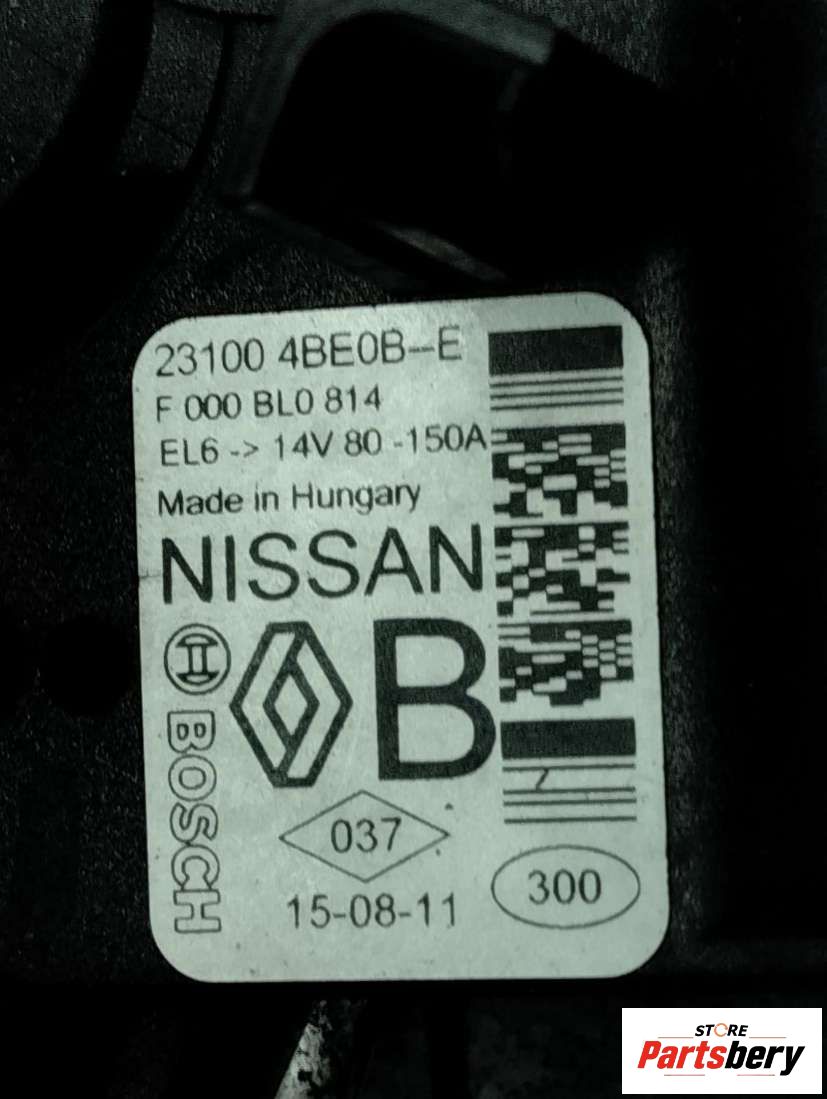 23100 4BE0B--E
F 000 BL0 814
EL6 -> 14V 80 -150A
Made in Hungary
NISSAN
B
BOSCH
037
15-08-11
300
STORE
Partsbery